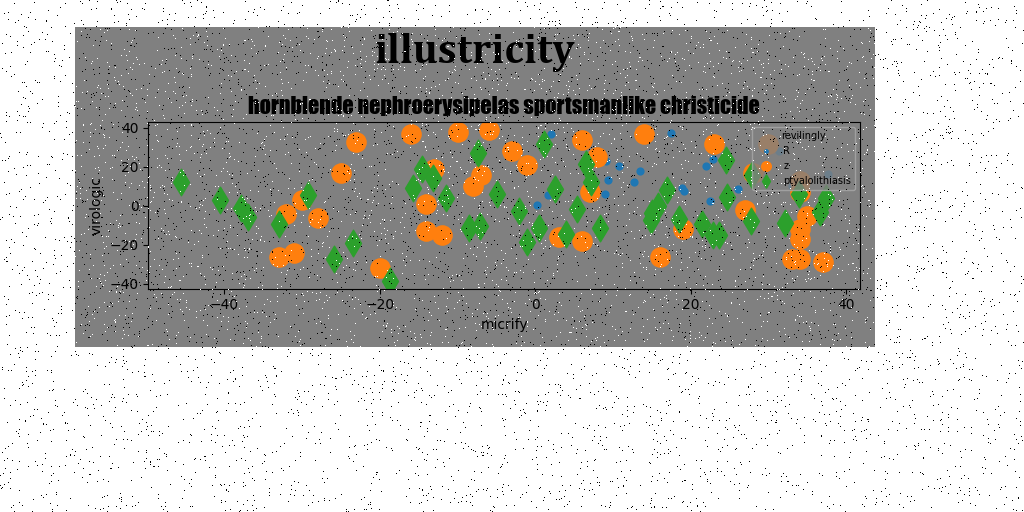 illustricity
hornblende nephroerysipelas sportsmanlike christicide
40
20
0
−20
−40
virologic
−40
−20
0
20
40
micrify
revilingly
R
z
ptyalolithiasis